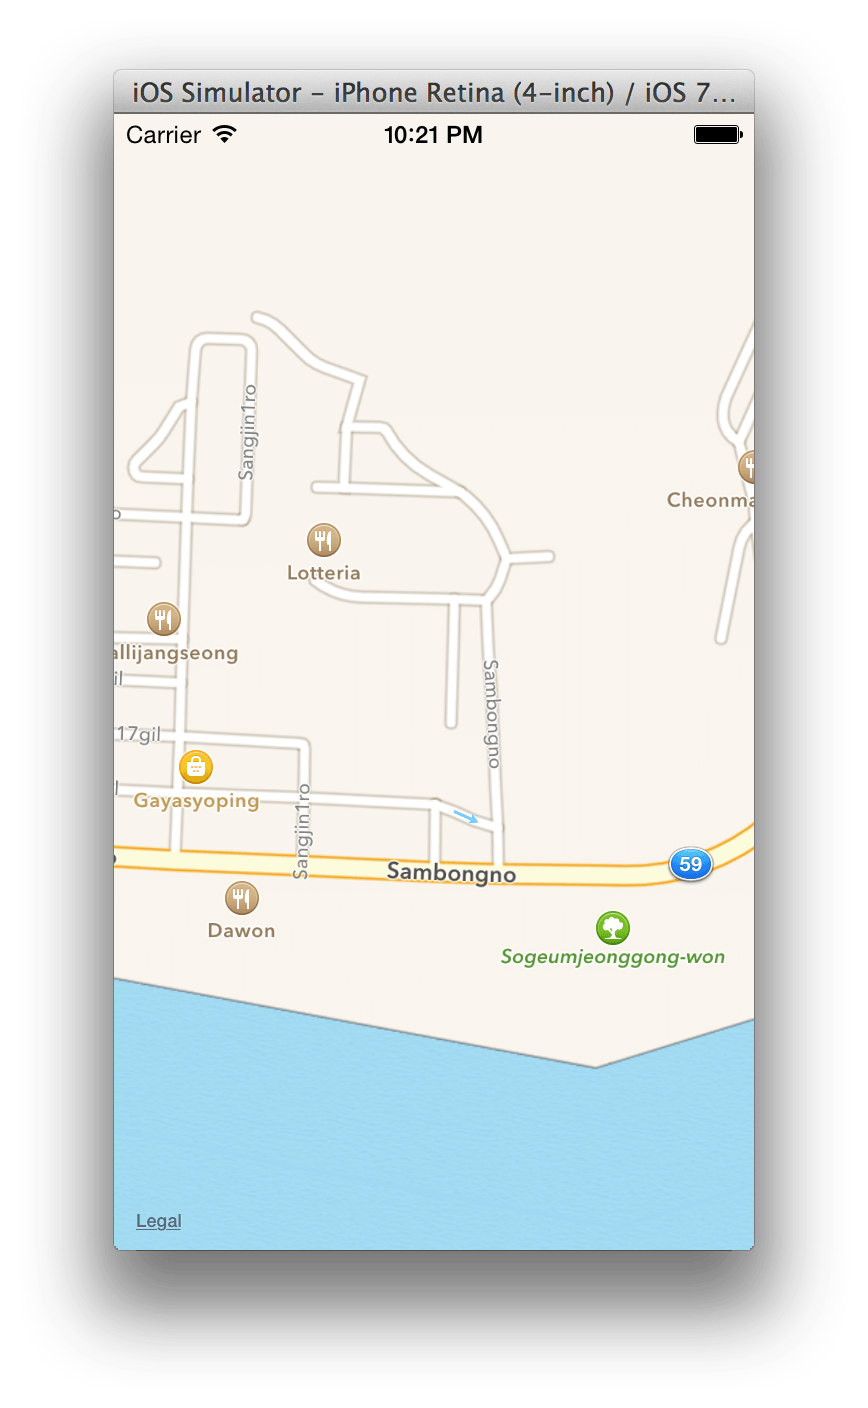 iOS Simulator – iPhone Retina (4-inch) / iOS 7...
Carrier
10:21 PM
Sangjin1ro
Cheonma
o
Lotteria
allijangseong
il
Sambongno
17gil
l
Gayasyoping
Sangjin1ro
o
Sambongno
59
Dawon
Sogeumjeonggong-won
Legal